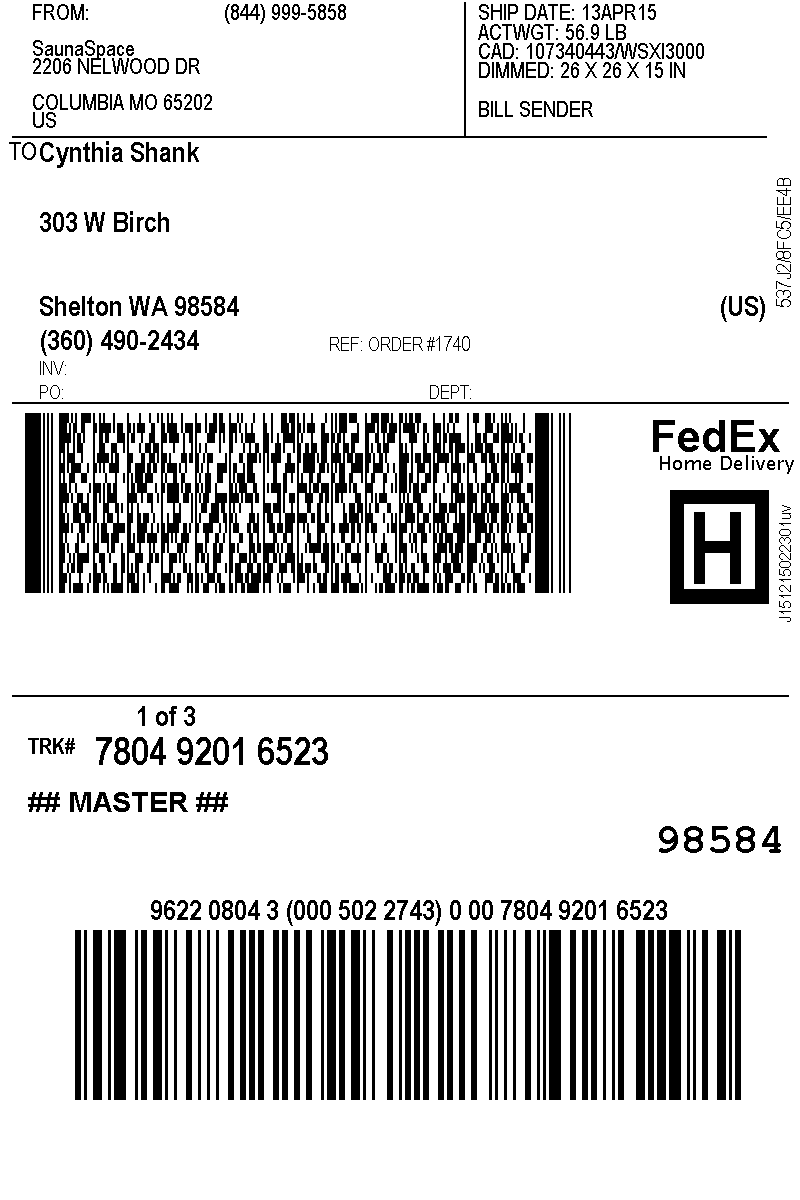 FROM: (844) 999-5858
SaunaSpace
2206 NELWOOD DR
COLUMBIA MO 65202
US
SHIP DATE: 13APR15
ACTWGT: 56.9 LB
CAD: 107340443/WSXI3000
DIMMED: 26 X 26 X 15 IN
BILL SENDER
TO Cynthia Shank
303 W Birch
Shelton WA 98584 (US)
(360) 490-2434 REF: ORDER #1740
INV:
PO: DEPT:
537J2/8FC5/EE4B
FedEx
Home Delivery
H
J151215022301uv
1 of 3
TRK# 7804 9201 6523
## MASTER ##
98584
9622 0804 3 (000 502 2743) 0 00 7804 9201 6523